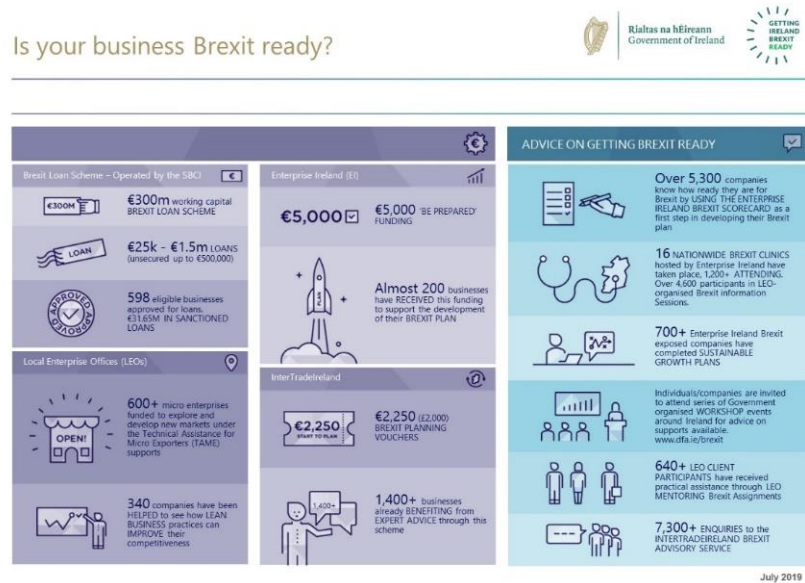 Is your business Brexit ready?
Rialtas na hÉireann
Government of Ireland
GETTING
IRELAND
BREXIT
READY
Brexit Loan Scheme – Operated by the SBCI
€300M
€300m working capital
BREXIT LOAN SCHEME
LOAN
€25k - €1.5m LOANS
(unsecured up to €500,000)
APPROVED APPROVED
598 eligible businesses
approved for loans.
€31.65M IN SANCTIONED
LOANS
Local Enterprise Offices (LEOs)
OPEN!
600+ micro enterprises
funded to explore and
develop new markets under
the Technical Assistance for
Micro Exporters (TAME)
supports
340 companies have been
HELPED to see how LEAN
BUSINESS practices can
IMPROVE their
competitiveness
Enterprise Ireland (EI)
€5,000
€5,000 'BE PREPARED'
FUNDING
PLAN
Almost 200 businesses
have RECEIVED this funding
to support the development
of their BREXIT PLAN
InterTradeIreland
€2,250
START TO PLAN
€2,250 (£2,000)
BREXIT PLANNING
VOUCHERS
1,400+
1,400+ businesses
already BENEFITING from
EXPERT ADVICE through this
scheme
ADVICE ON GETTING BREXIT READY
Over 5,300 companies
know how ready they are for
Brexit by USING THE ENTERPRISE
IRELAND BREXIT SCORECARD as a
first step in developing their Brexit
plan
16 NATIONWIDE BREXIT CLINICS
hosted by Enterprise Ireland have
taken place, 1,200+ ATTENDING.
Over 4,600 participants in LEO-
organised Brexit information
Sessions.
700+ Enterprise Ireland Brexit
exposed companies have
completed SUSTAINABLE
GROWTH PLANS
Individuals/companies are invited
to attend series of Government
organised WORKSHOP events
around Ireland for advice on
supports available.
www.dfa.ie/brexit
640+ LEO CLIENT
PARTICIPANTS have received
practical assistance through LEO
MENTORING Brexit Assignments
7,300+ ENQUIRIES to the
INTERTRADEIRELAND BREXIT
ADVISORY SERVICE
July 2019